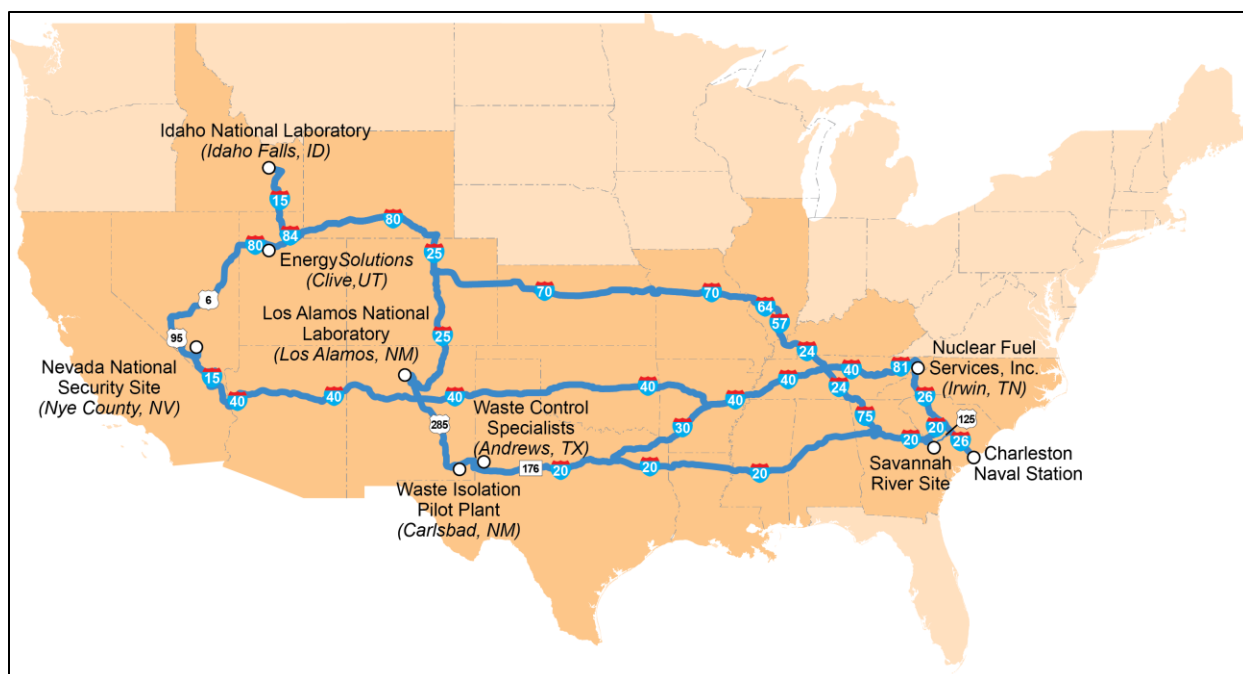 Idaho National Laboratory
(Idaho Falls, ID)
15
80
84
80
EnergySolutions
(Clive,UT)
25
6
70
70
64
57
Los Alamos National
Laboratory
(Los Alamos, NM)
25
95
24
Nuclear Fuel
Services, Inc.
(Irwin, TN)
Nevada National
Security Site
(Nye County, NV)
15
40
40
40
40
40
40
40
81
24
26
Waste Control
Specialists
(Andrews, TX)
285
30
75
125
20
20
26
Charleston
Naval Station
Savannah
River Site
176
20
20
20
Waste Isolation
Pilot Plant
(Carlsbad, NM)